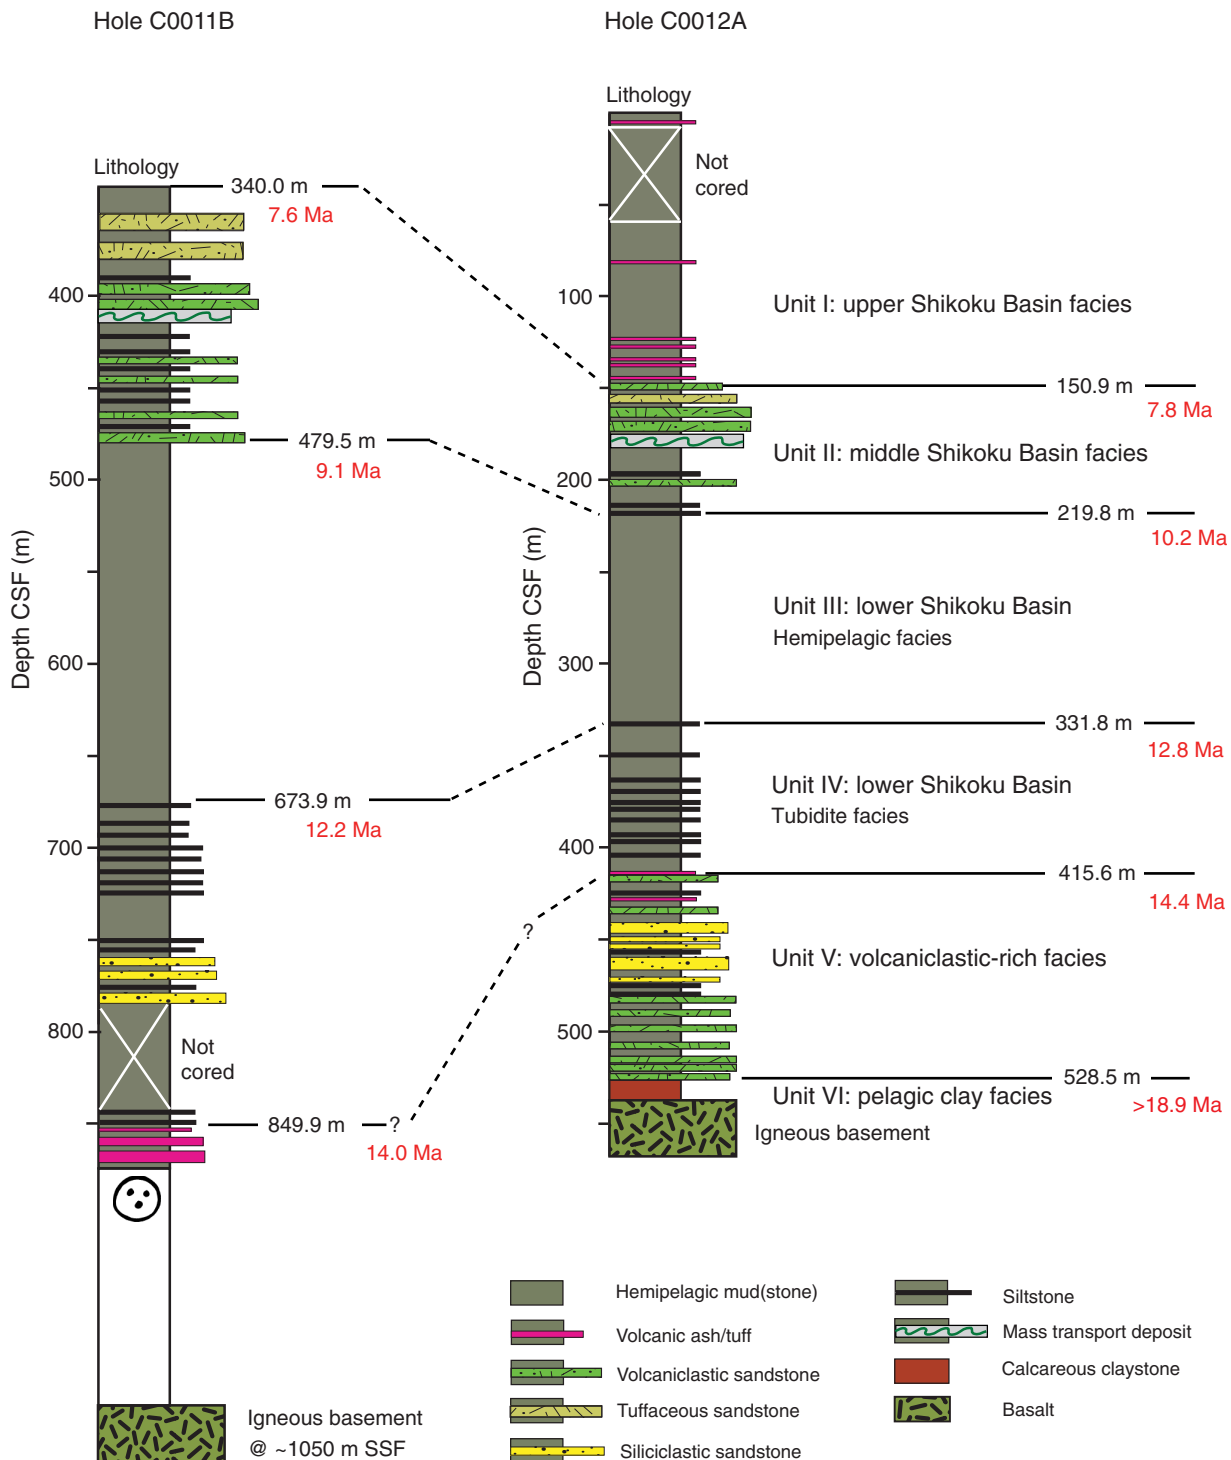 Hole C0011B
Hole C0012A
Lithology
340.0 m
7.6 Ma
400
479.5 m
9.1 Ma
500
Depth CSF (m)
600
673.9 m
12.2 Ma
700
800
Not
cored
849.9 m
?
14.0 Ma
?
Igneous basement
@ ~1050 m SSF
Lithology
Not
cored
100
Unit I: upper Shikoku Basin facies
150.9 m
7.8 Ma
Unit II: middle Shikoku Basin facies
200
219.8 m
10.2 Ma
Depth CSF (m)
Unit III: lower Shikoku Basin
Hemipelagic facies
300
331.8 m
12.8 Ma
Unit IV: lower Shikoku Basin
Tubidite facies
400
415.6 m
14.4 Ma
Unit V: volcaniclastic-rich facies
500
528.5 m
>18.9 Ma
Unit VI: pelagic clay facies
Igneous basement
Hemipelagic mud(stone)
Volcanic ash/tuff
Volcaniclastic sandstone
Tuffaceous sandstone
Siliciclastic sandstone
Siltstone
Mass transport deposit
Calcareous claystone
Basalt